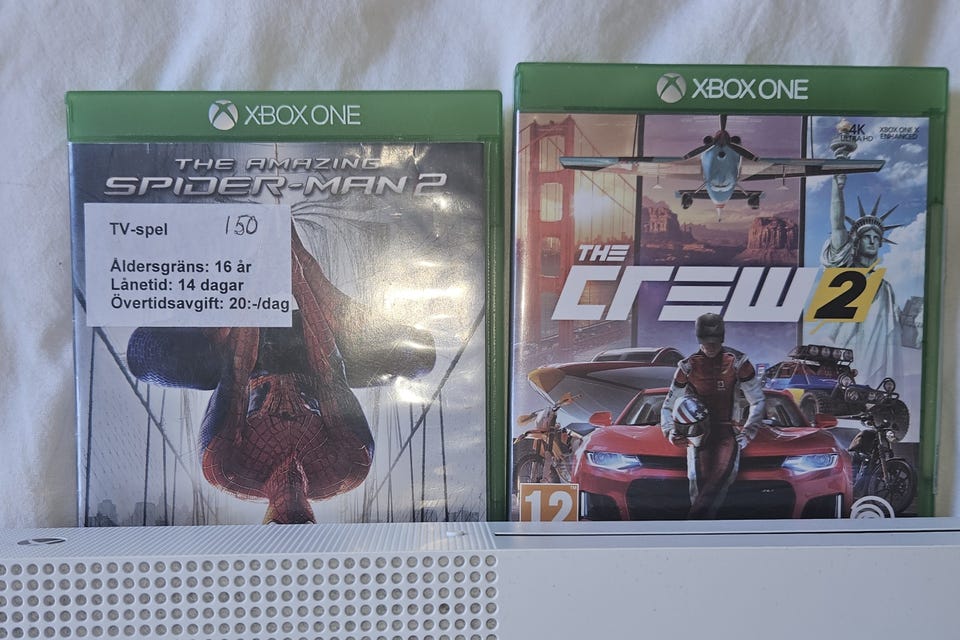 XBOX ONE
THE AMAZING
SPIDER-MAN 2
TV-spel 150
Åldersgräns: 16 år
Lånetid: 14 dagar
Övertidsavgift: 20:-/dag
XBOX ONE
4K
ULTRA HD
XBOX ONE X
ENHANCED
THE
CREW 2
12